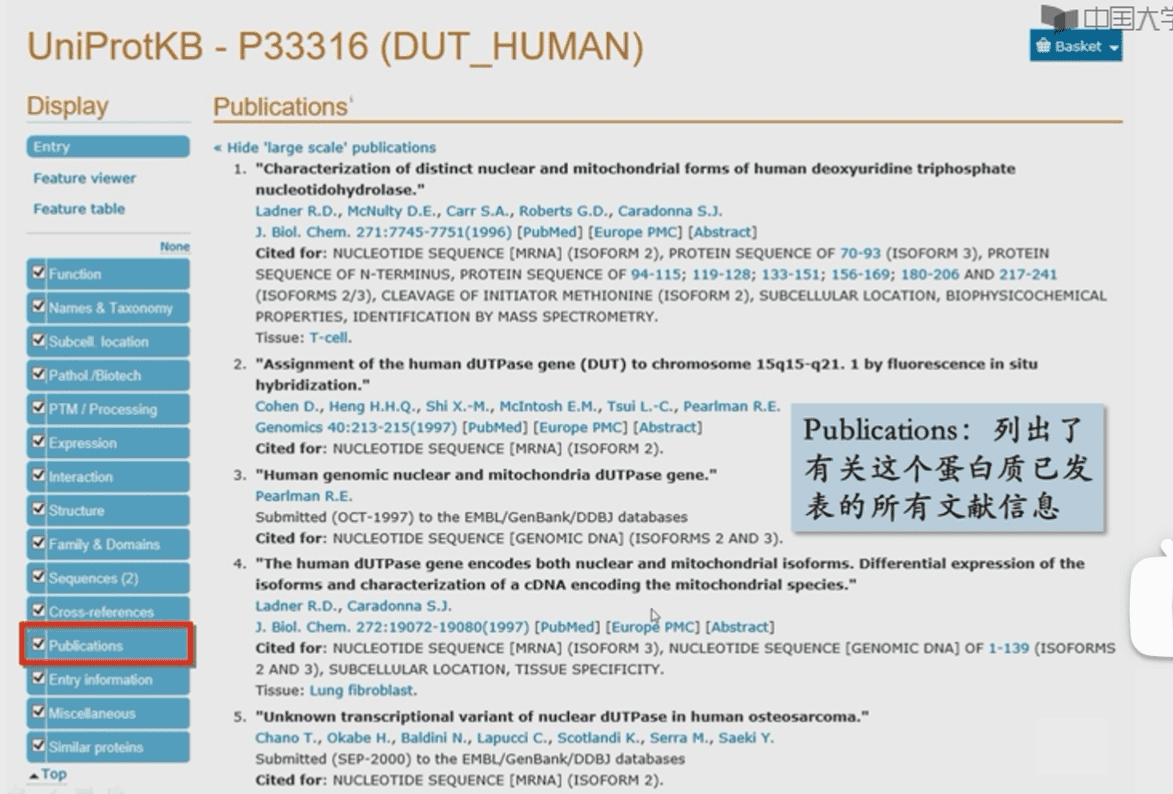 中国大学
UniProtKB - P33316 (DUT_HUMAN)
Basket
Display
Entry
Feature viewer
Feature table
None
Function
Names & Taxonomy
Subcell. location
Pathol./Biotech
PTM / Processing
Expression
Interaction
Structure
Family & Domains
Sequences (2)
Cross-references
Publications
Entry information
Miscellaneous
Similar proteins
Top
Publications
« Hide 'large scale' publications
1. "Characterization of distinct nuclear and mitochondrial forms of human deoxyuridine triphosphate
nucleotidohydrolase."
Ladner R.D., McNulty D.E., Carr S.A., Roberts G.D., Caradonna S.J.
J. Biol. Chem. 271:7745-7751(1996) [PubMed] [Europe PMC] [Abstract]
Cited for: NUCLEOTIDE SEQUENCE [MRNA] (ISOFORM 2), PROTEIN SEQUENCE OF 70-93 (ISOFORM 3), PROTEIN
SEQUENCE OF N-TERMINUS, PROTEIN SEQUENCE OF 94-115; 119-128; 133-151; 156-169; 180-206 AND 217-241
(ISOFORMS 2/3), CLEAVAGE OF INITIATOR METHIONINE (ISOFORM 2), SUBCELLULAR LOCATION, BIOPHYSICOCHEMICAL
PROPERTIES, IDENTIFICATION BY MASS SPECTROMETRY.
Tissue: T-cell.
2. "Assignment of the human dUTPase gene (DUT) to chromosome 15q15-q21. 1 by fluorescence in situ
hybridization."
Cohen D., Heng H.H.Q., Shi X.-M., McIntosh E.M., Tsui L.-C., Pearlman R.E.
Genomics 40:213-215(1997) [PubMed] [Europe PMC] [Abstract]
Cited for: NUCLEOTIDE SEQUENCE [MRNA] (ISOFORM 2).
3. "Human genomic nuclear and mitochondria dUTPase gene."
Pearlman R.E.
Submitted (OCT-1997) to the EMBL/GenBank/DDBJ databases
Cited for: NUCLEOTIDE SEQUENCE [GENOMIC DNA] (ISOFORMS 2 AND 3).
4. "The human dUTPase gene encodes both nuclear and mitochondrial isoforms. Differential expression of the
isoforms and characterization of a cDNA encoding the mitochondrial species."
Ladner R.D., Caradonna S.J.
J. Biol. Chem. 272:19072-19080(1997) [PubMed] [Europe PMC] [Abstract]
Cited for: NUCLEOTIDE SEQUENCE [MRNA] (ISOFORM 3), NUCLEOTIDE SEQUENCE [GENOMIC DNA] OF 1-139 (ISOFORMS
2 AND 3), SUBCELLULAR LOCATION, TISSUE SPECIFICITY.
Tissue: Lung fibroblast.
5. "Unknown transcriptional variant of nuclear dUTPase in human osteosarcoma."
Chano T., Okabe H., Baldini N., Lapucci C., Scotlandi K., Serra M., Saeki Y.
Submitted (SEP-2000) to the EMBL/GenBank/DDBJ databases
Cited for: NUCLEOTIDE SEQUENCE [MRNA] (ISOFORM 2).
Publications：列出了
有关这个蛋白质已发
表的所有文献信息